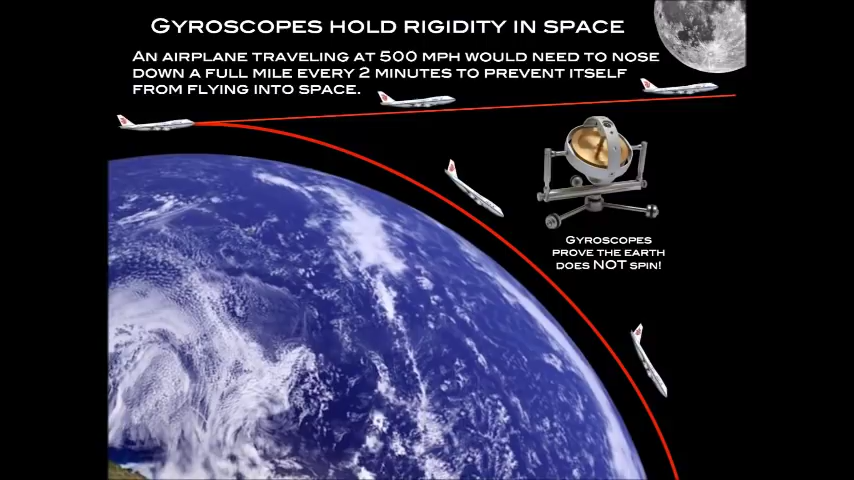 Gyroscopes hold rigidity in space
An airplane traveling at 500 mph would need to nose
down a full mile every 2 minutes to prevent itself
from flying into space.
Gyroscopes
prove the earth
does NOT spin!